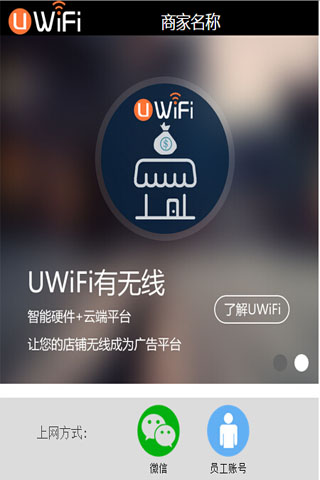 UWiFi 商家名称
UWiFi
UWiFi有无线
智能硬件+云端平台
了解UWiFi
让您的店铺无线成为广告平台
上网方式：
微信 员工账号